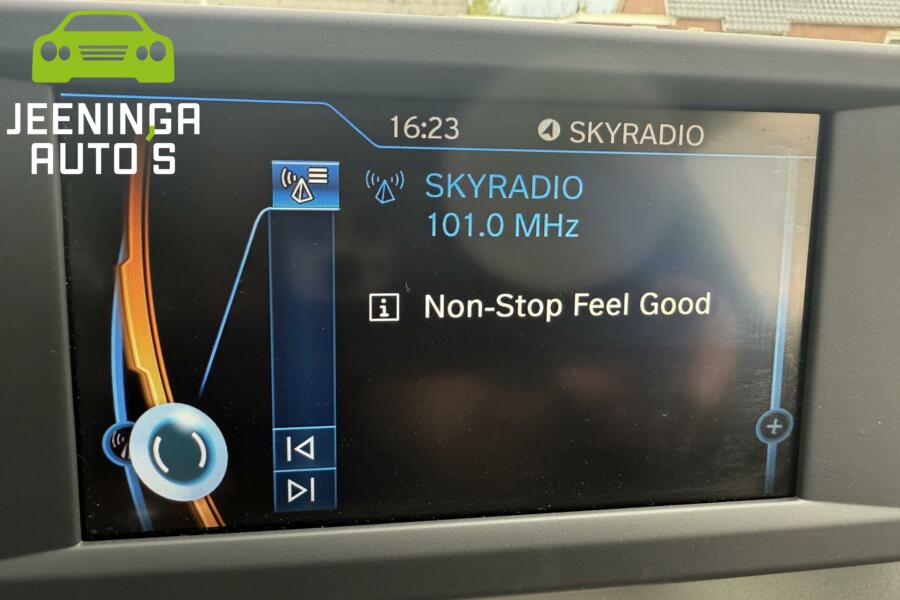 JEENINGA
AUTO'S
16:23
SKYRADIO
SKYRADIO
101.0 MHz
i Non-Stop Feel Good